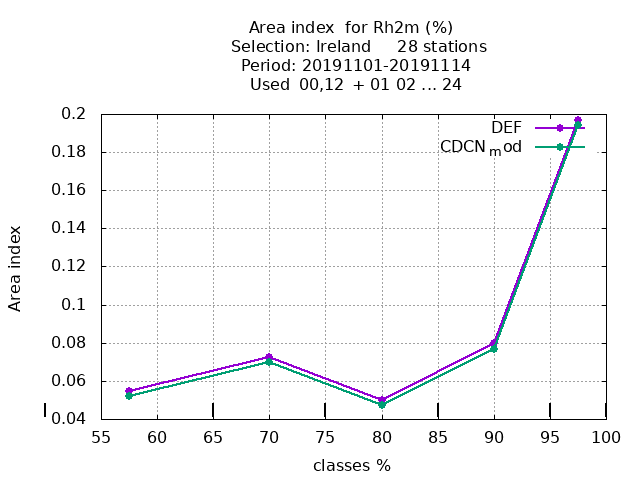 Area index  for Rh2m (%)
Selection: Ireland     28 stations
Period: 20191101-20191114
Used  00,12  + 01 02 ... 24
DEF
CDCNmod
0.2
0.18
0.16
0.14
0.12
0.1
0.08
0.06
0.04
Area index
55 60 65 70 75 80 85 90 95 100
classes %